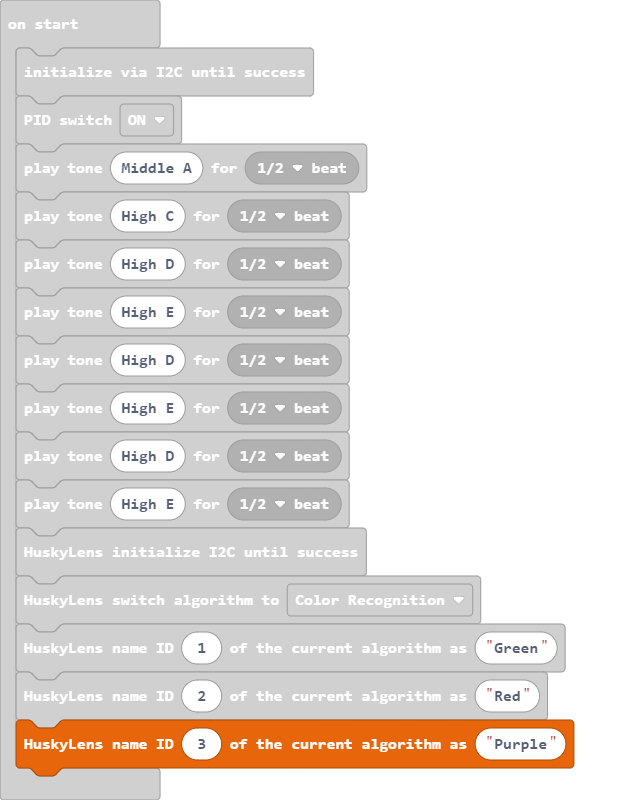 on start
initialize via I2C until success
PID switch ON
play tone Middle A for 1/2 beat
play tone High C for 1/2 beat
play tone High D for 1/2 beat
play tone High E for 1/2 beat
play tone High D for 1/2 beat
play tone High E for 1/2 beat
play tone High D for 1/2 beat
play tone High E for 1/2 beat
HuskyLens initialize I2C until success
HuskyLens switch algorithm to Color Recognition
HuskyLens name ID 1 of the current algorithm as "Green"
HuskyLens name ID 2 of the current algorithm as "Red"
HuskyLens name ID 3 of the current algorithm as "Purple"